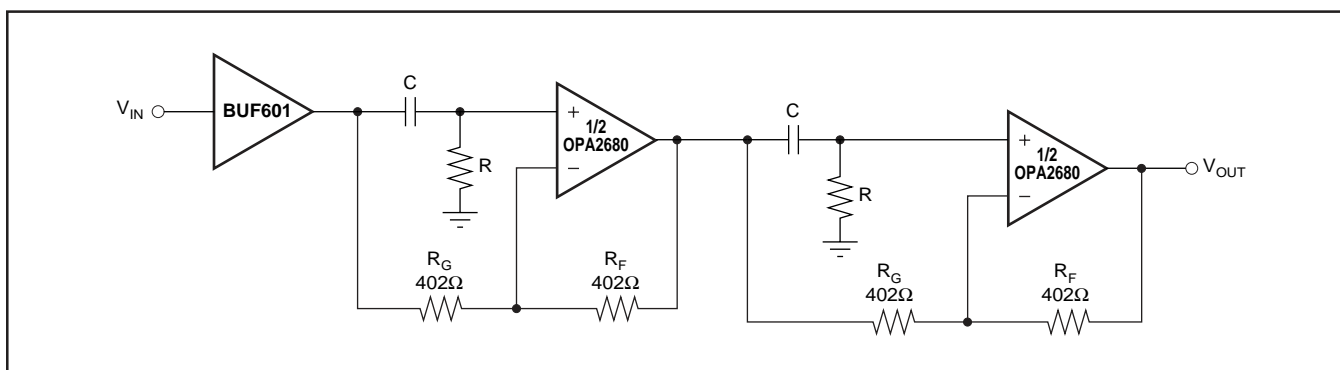 V_IN
BUF601
C
R
+
−
1/2
OPA2680
R_G
402Ω
R_F
402Ω
C
R
+
−
1/2
OPA2680
R_G
402Ω
R_F
402Ω
V_OUT